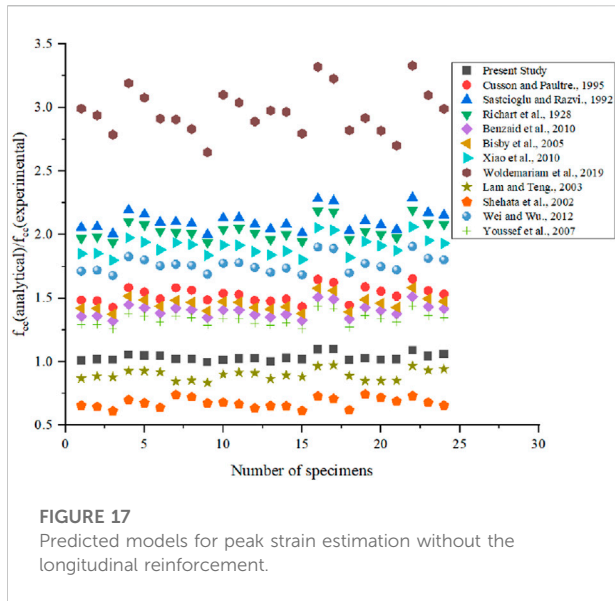 3.5
3.0
2.5
2.0
1.5
1.0
0.5
0
5
10
15
20
25
30
f_cc(analytical)/f_cc(experimental)
Number of specimens
Present Study
Cusson and Paultre., 1995
Sastcioglu and Razvi., 1992
Richart et al., 1928
Benzaid et al., 2010
Bisby et al., 2005
Xiao et al., 2010
Woldemariam et al., 2019
Lam and Teng., 2003
Shehata et al., 2002
Wei and Wu., 2012
Youssef et al., 2007
FIGURE 17
Predicted models for peak strain estimation without the
longitudinal reinforcement.